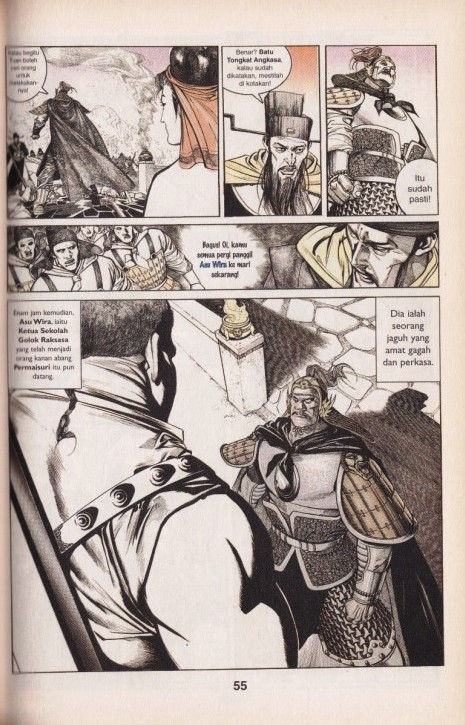 Kalau begitu
Tuan boleh
cari orang
untuk
melakukan-
nya!
Benar? Batu
Tongkat Angkasa,
kalau sudah
dikatakan, mestilah
di kotakan!
Itu
sudah
pasti!
Bagus! Oi, kamu
semua pergi panggil
Asu Wira ke mari
sekarang!
Enam jam kemudian,
Asu Wira, iaitu
Ketua Sekolah
Golok Raksasa
yang telah menjadi
orang kanan abang
Permaisuri itu pun
datang.
Dia ialah
seorang
jaguh yang
amat gagah
dan perkasa.
55